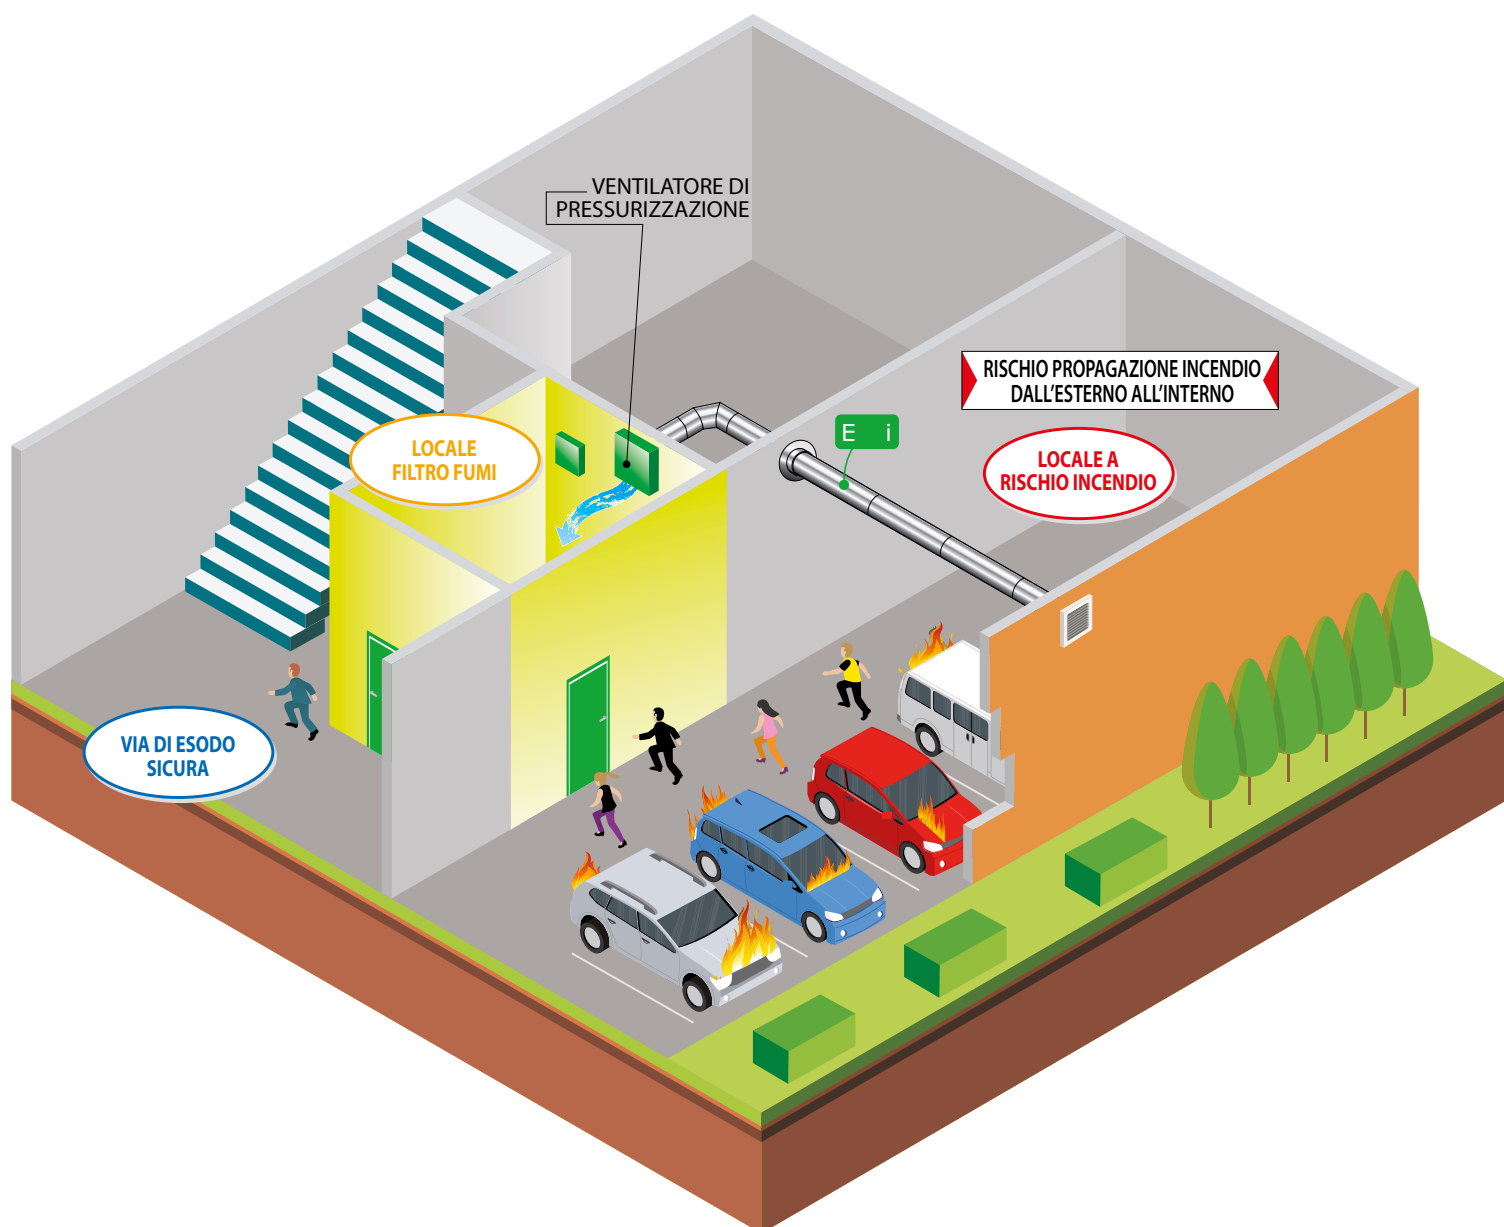 VENTILATORE DI
PRESSURIZZAZIONE
RISCHIO PROPAGAZIONE INCENDIO
DALL'ESTERNO ALL'INTERNO
E i
LOCALE
FILTRO FUMI
LOCALE A
RISCHIO INCENDIO
VIA DI ESODO
SICURA